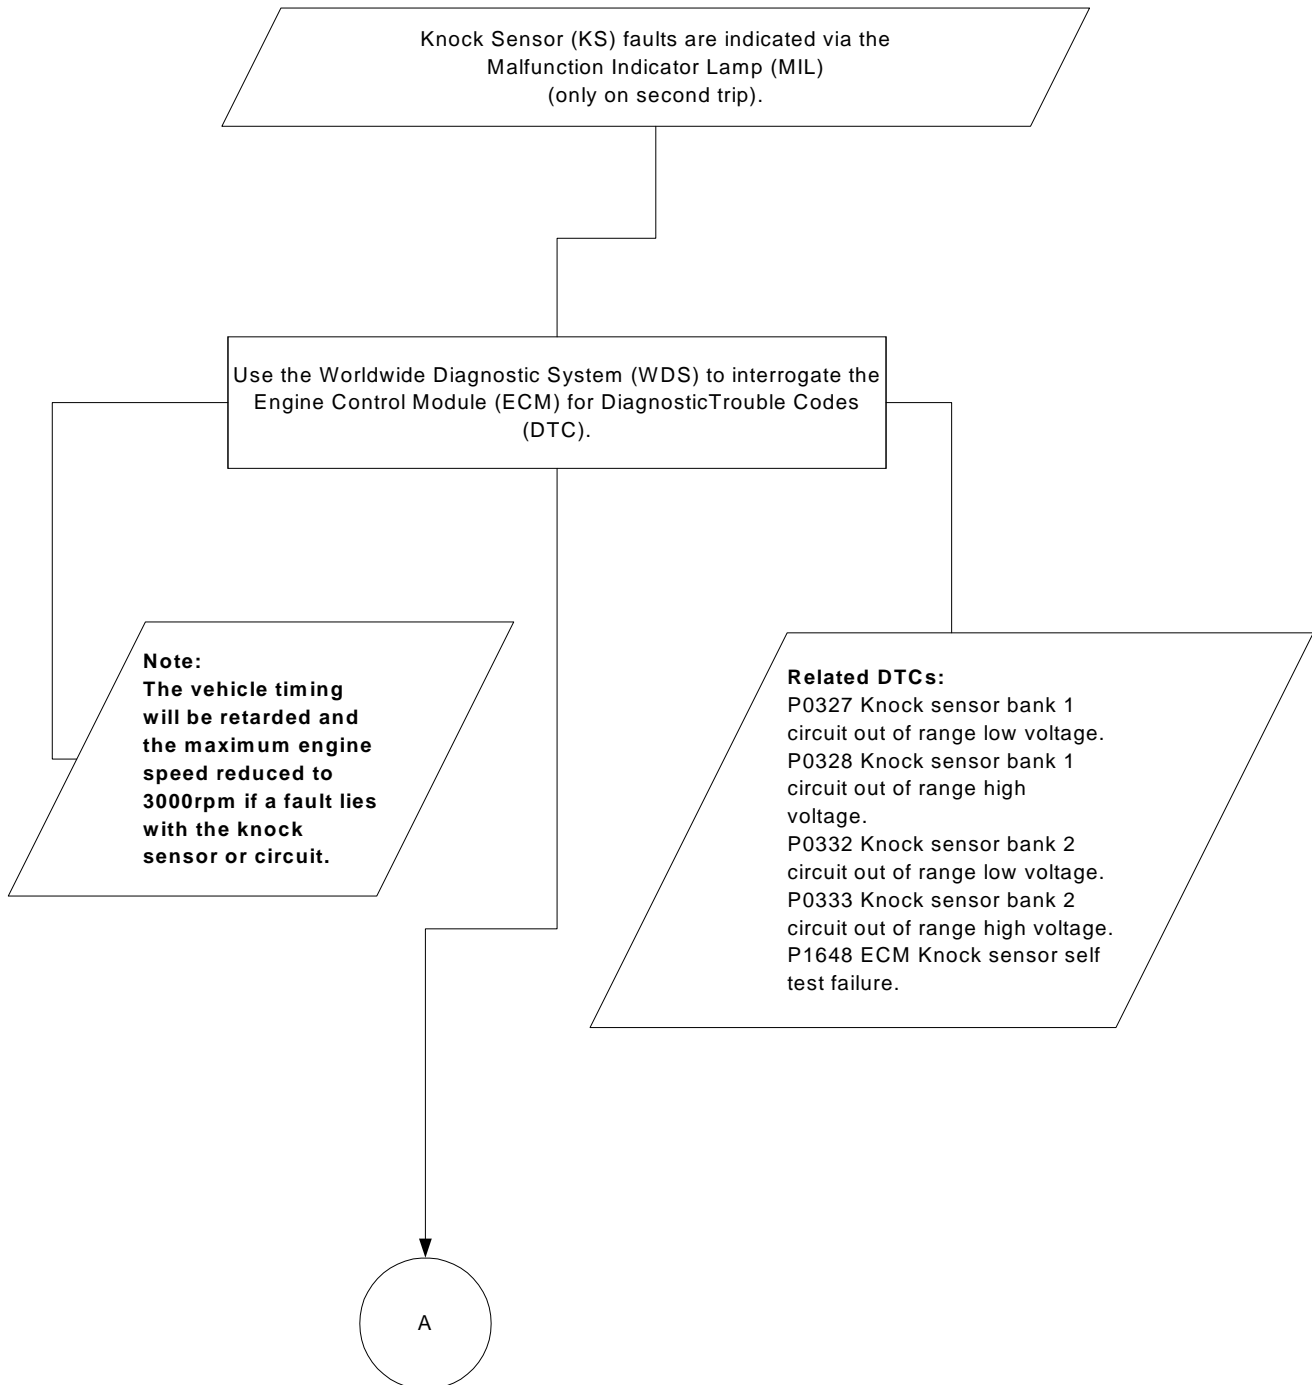 Knock Sensor (KS) faults are indicated via the
Malfunction Indicator Lamp (MIL)
(only on second trip).
Use the Worldwide Diagnostic System (WDS) to interrogate the
Engine Control Module (ECM) for DiagnosticTrouble Codes
(DTC).
Note:
The vehicle timing
will be retarded and
the maximum engine
speed reduced to
3000rpm if a fault lies
with the knock
sensor or circuit.
Related DTCs:
P0327 Knock sensor bank 1
circuit out of range low voltage.
P0328 Knock sensor bank 1
circuit out of range high
voltage.
P0332 Knock sensor bank 2
circuit out of range low voltage.
P0333 Knock sensor bank 2
circuit out of range high voltage.
P1648 ECM Knock sensor self
test failure.
A